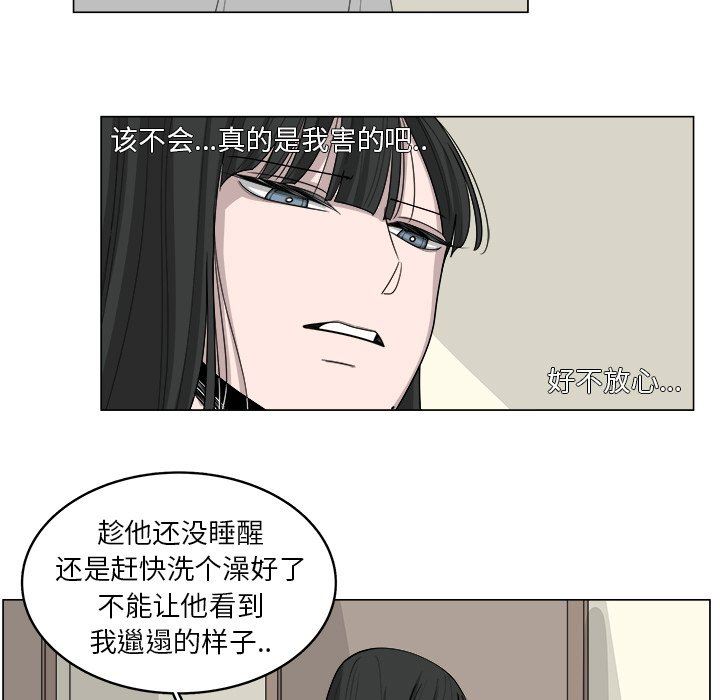 该不会...真的是我害的吧..
好不放心...
趁他还没睡醒
还是赶快洗个澡好了
不能让他看到
我邋遢的样子..